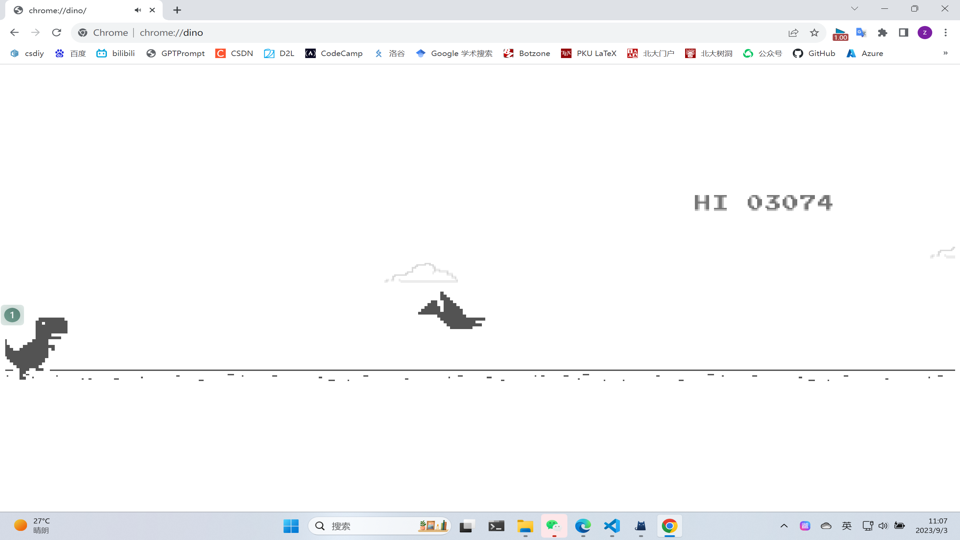 chrome://dino/
Chrome | chrome://dino
1.00
z
csdiy 百度 bilibili GPTPrompt CSDN D2L CodeCamp 洛谷 Google 学术搜索 Botzone PKU LaTeX 北大门户 北大树洞 公众号 GitHub Azure »
HI 03074
1
27°C
晴朗
搜索
英
11:07
2023/9/3